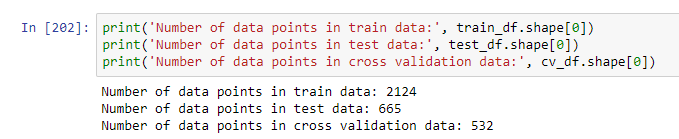 In [202]: print('Number of data points in train data:', train_df.shape[0])
print('Number of data points in test data:', test_df.shape[0])
print('Number of data points in cross validation data:', cv_df.shape[0])
Number of data points in train data: 2124
Number of data points in test data: 665
Number of data points in cross validation data: 532